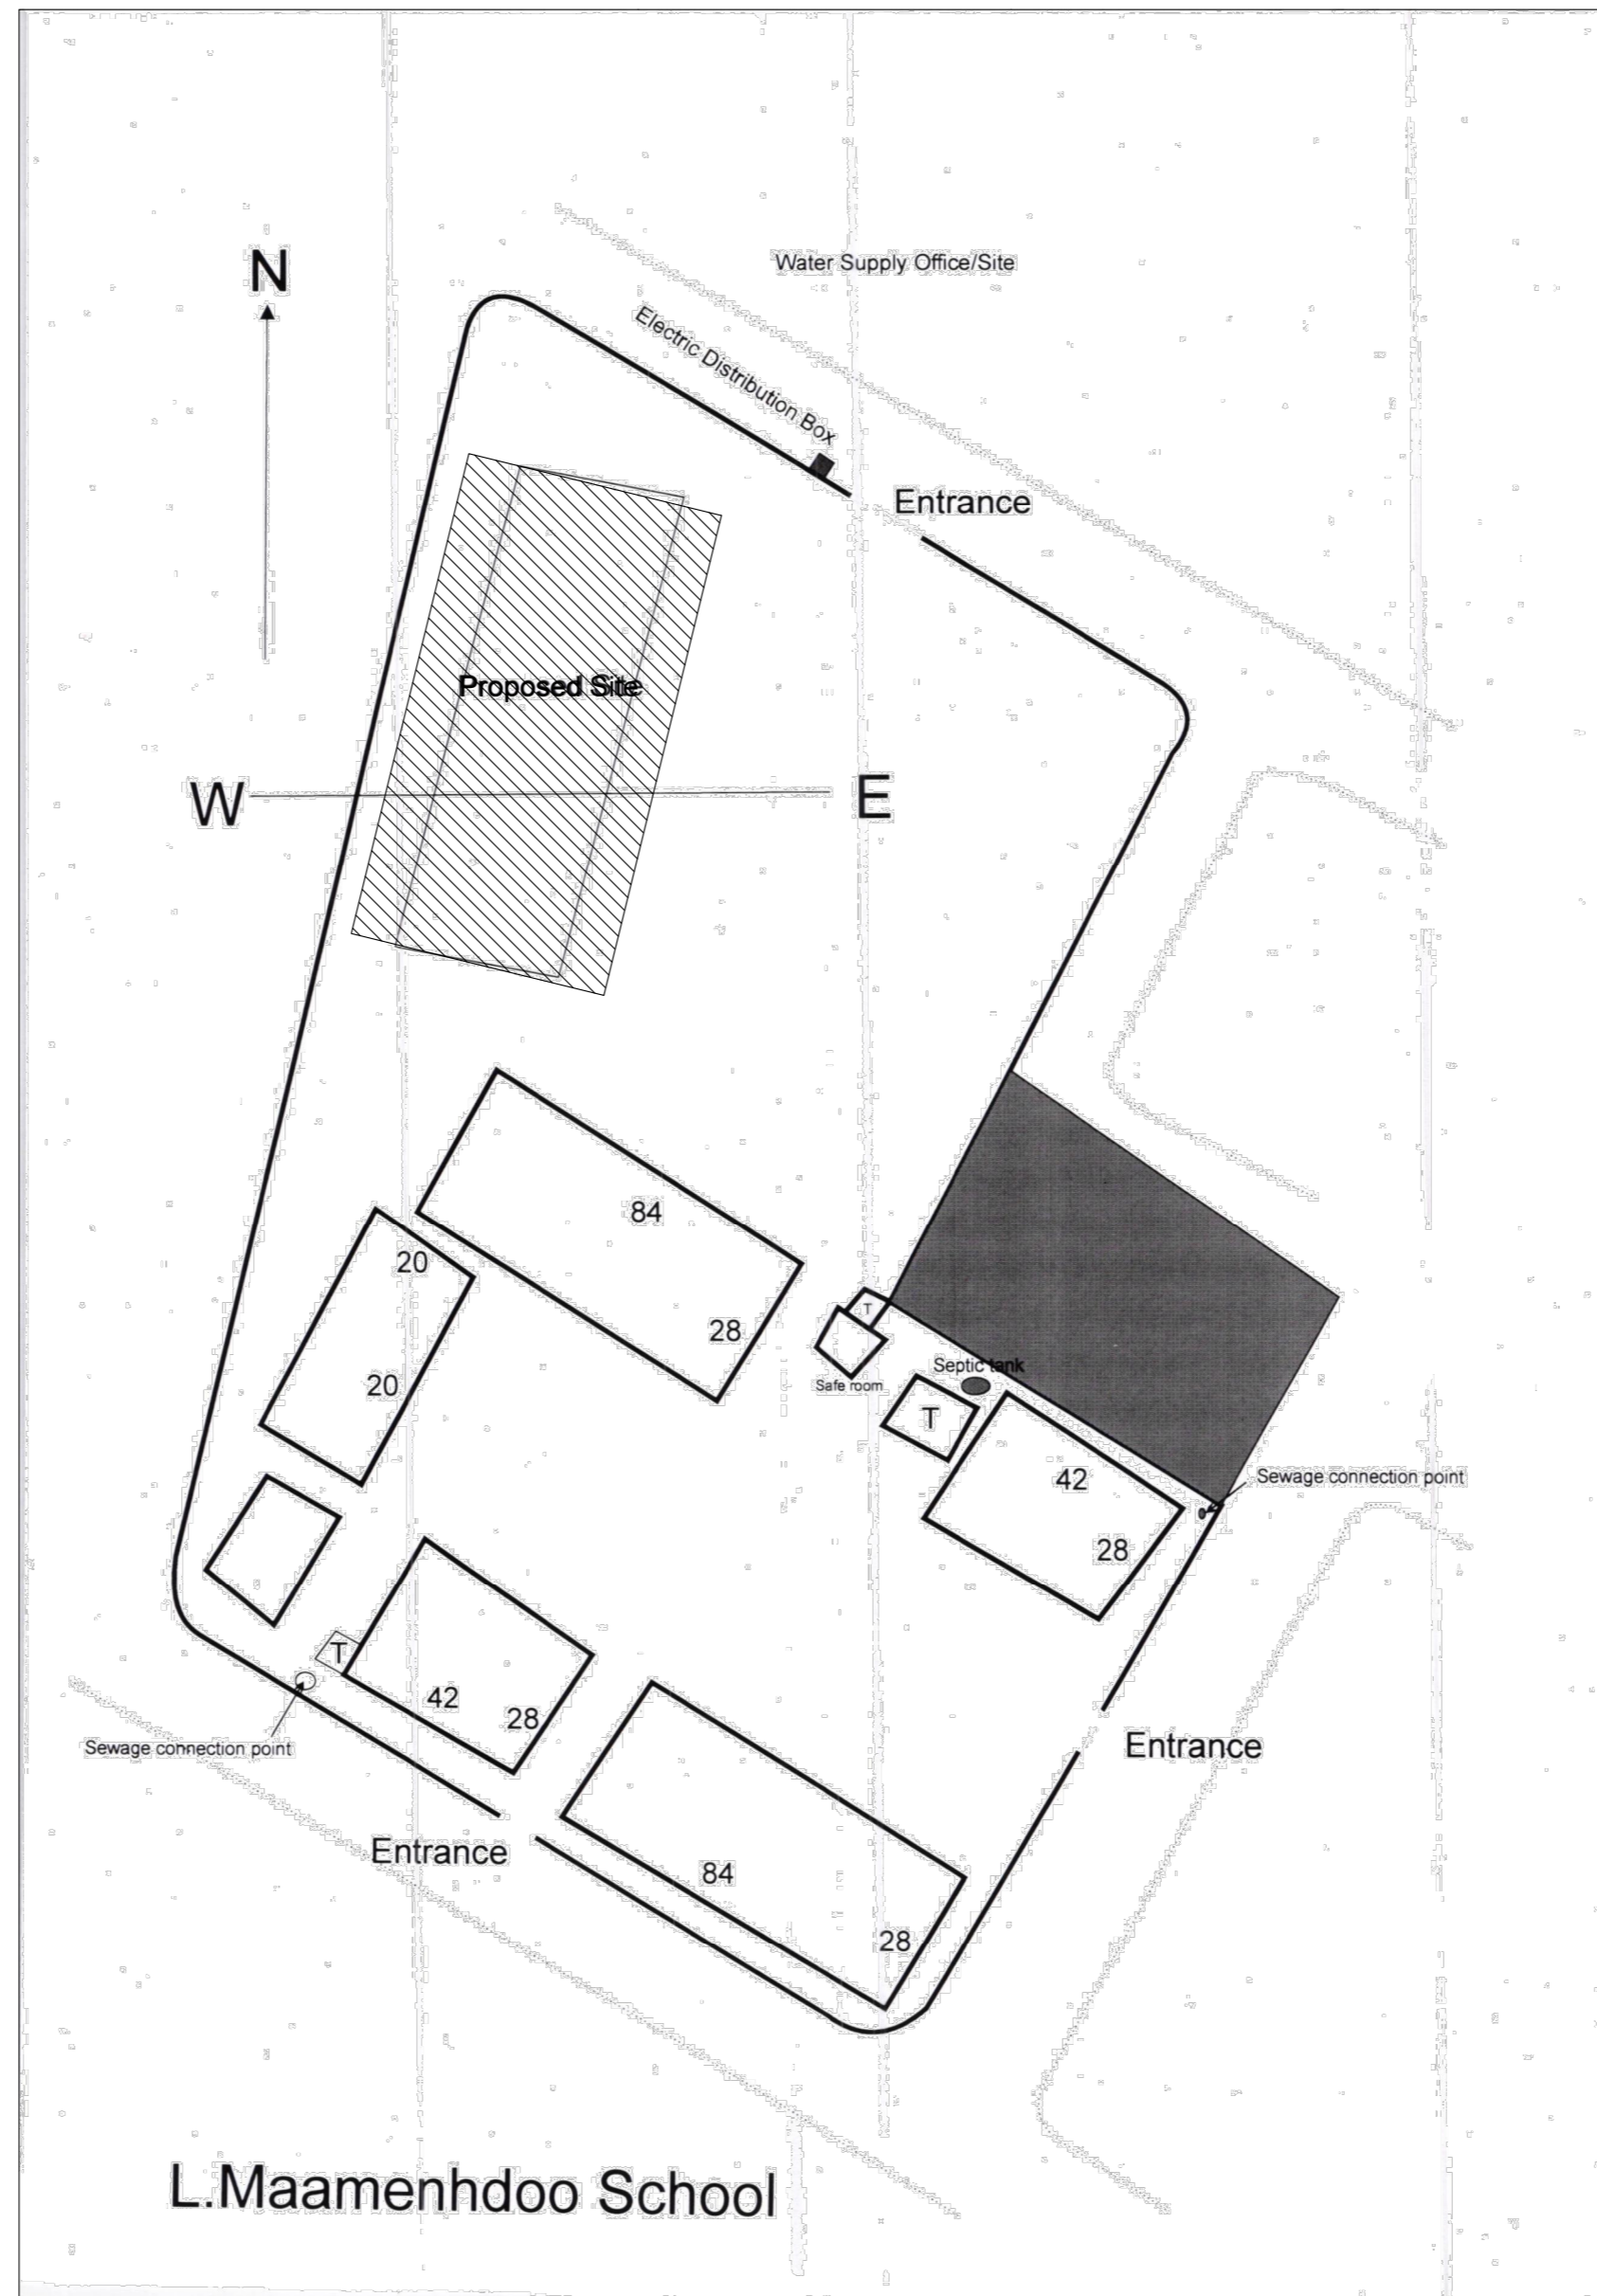 Water Supply Office/Site
N
Electric Distribution Box
Entrance
Proposed Site
W
E
84
20
28
T
Safe room
20
Septic tank
T
42
Sewage connection point
28
T
42
28
Sewage connection point
Entrance
Entrance
84
28
L.Maamenhdoo School